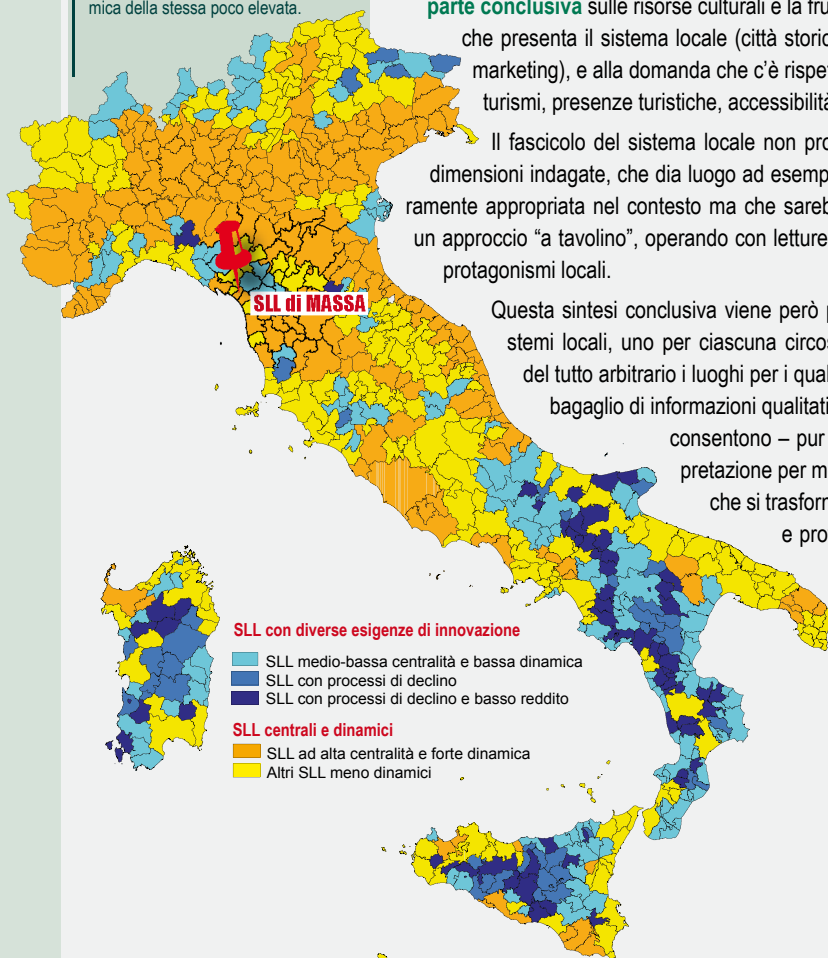 mica della stessa poco elevata.
parte conclusiva sulle risorse culturali e la fru
che presenta il sistema locale (città storic
marketing), e alla domanda che c'è rispe
turismi, presenze turistiche, accessibilità
Il fascicolo del sistema locale non pro
dimensioni indagate, che dia luogo ad esemp
ramente appropriata nel contesto ma che sareb
un approccio “a tavolino”, operando con letture
protagonismi locali.
Questa sintesi conclusiva viene però p
stemi locali, uno per ciascuna circos
del tutto arbitrario i luoghi per i qual
bagaglio di informazioni qualitati
consentono – pur
pretazione per m
che si trasforn
e pro
SLL di MASSA
SLL con diverse esigenze di innovazione
SLL medio-bassa centralità e bassa dinamica
SLL con processi di declino
SLL con processi di declino e basso reddito
SLL centrali e dinamici
SLL ad alta centralità e forte dinamica
Altri SLL meno dinamici